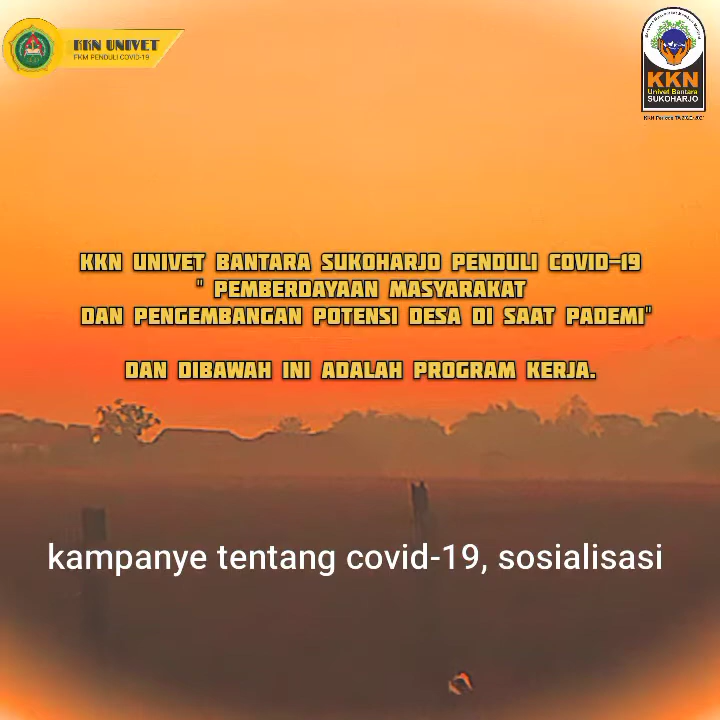 KKN UNIVET
FKM PENDULI COVID-19
KKN
Univet Bantara
SUKOHARJO
KKN UNIVET BANTARA SUKOHARJO PENDULI COVID-19
" PEMBERDAYAAN MASYARAKAT
DAN PENGEMBANGAN POTENSI DESA DI SAAT PADEMI"
DAN DIBAWAH INI ADALAH PROGRAM KERJA.
kampanye tentang covid-19, sosialisasi